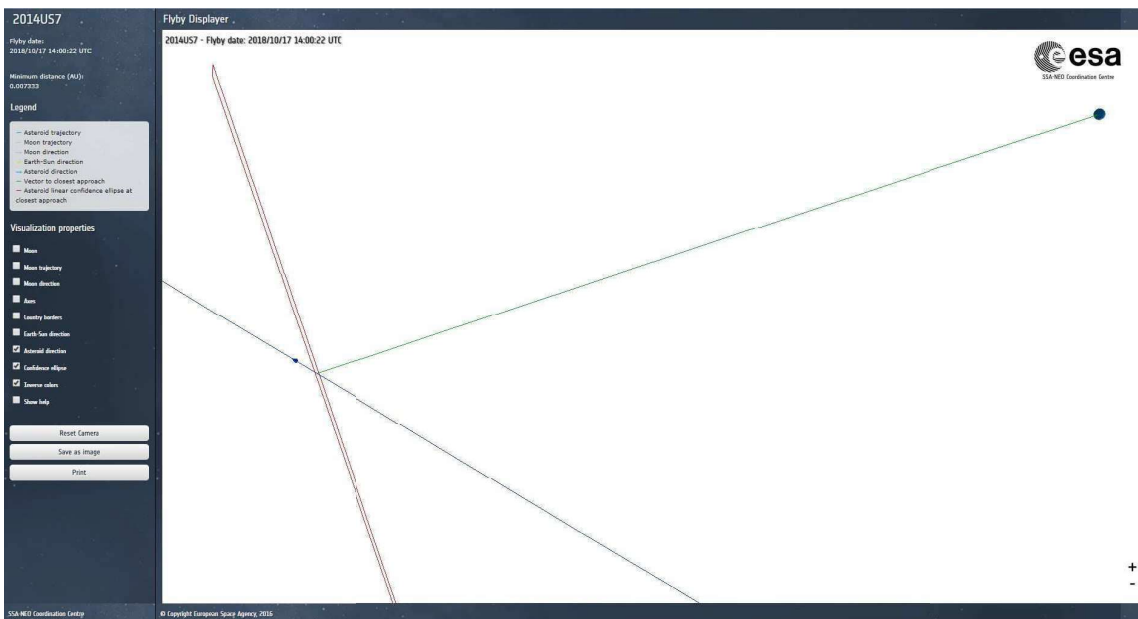 2014US7
Flyby date:
2018/10/17 14:00:22 UTC
Minimum distance (AU):
0.007333
Legend
Asteroid trajectory
Moon trajectory
Moon direction
Earth-Sun direction
Asteroid direction
Vector to closest approach
Asteroid linear confidence ellipse at
closest approach
Visualization properties
Moon
Moon trajectory
Moon direction
Axes
Country borders
Earth-Sun direction
Asteroid direction
Confidence ellipse
Inverse colors
Show help
Reset Camera
Save as image
Print
SSA-NEO Coordination Centre
Flyby Displayer
2014US7 - Flyby date: 2018/10/17 14:00:22 UTC
esa
SSA-NEO Coordination Centre
+
-
© Copyright European Space Agency, 2016